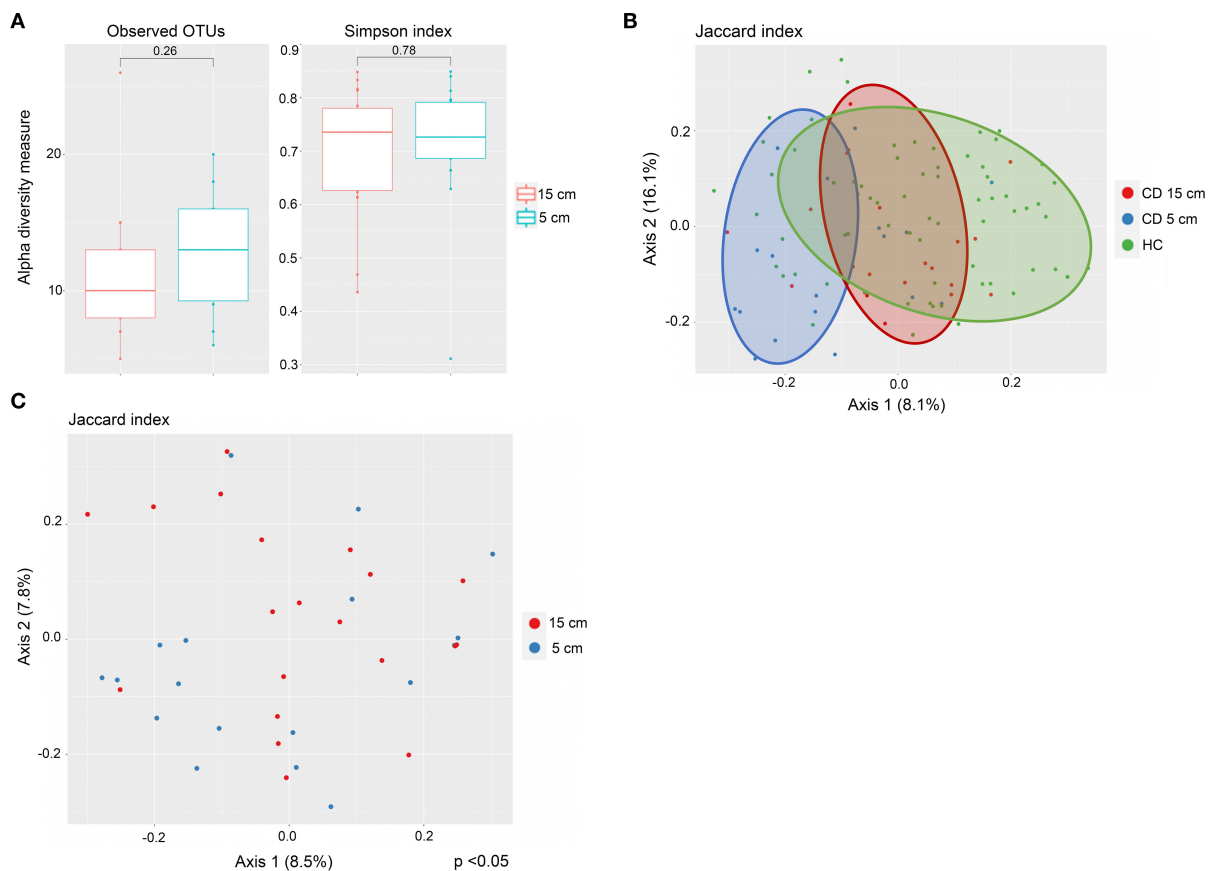 A
Observed OTUs
Simpson index
0.26
0.78
Alpha diversity measure
20
10
0.9
0.8
0.7
0.6
0.5
0.4
0.3
15 cm
5 cm
B
Jaccard index
Axis 2 (16.1%)
0.2
0.0
-0.2
-0.2
0.0
0.2
Axis 1 (8.1%)
CD 15 cm
CD 5 cm
HC
C
Jaccard index
Axis 2 (7.8%)
0.2
0.0
-0.2
-0.2
0.0
0.2
Axis 1 (8.5%)
p <0.05
15 cm
5 cm